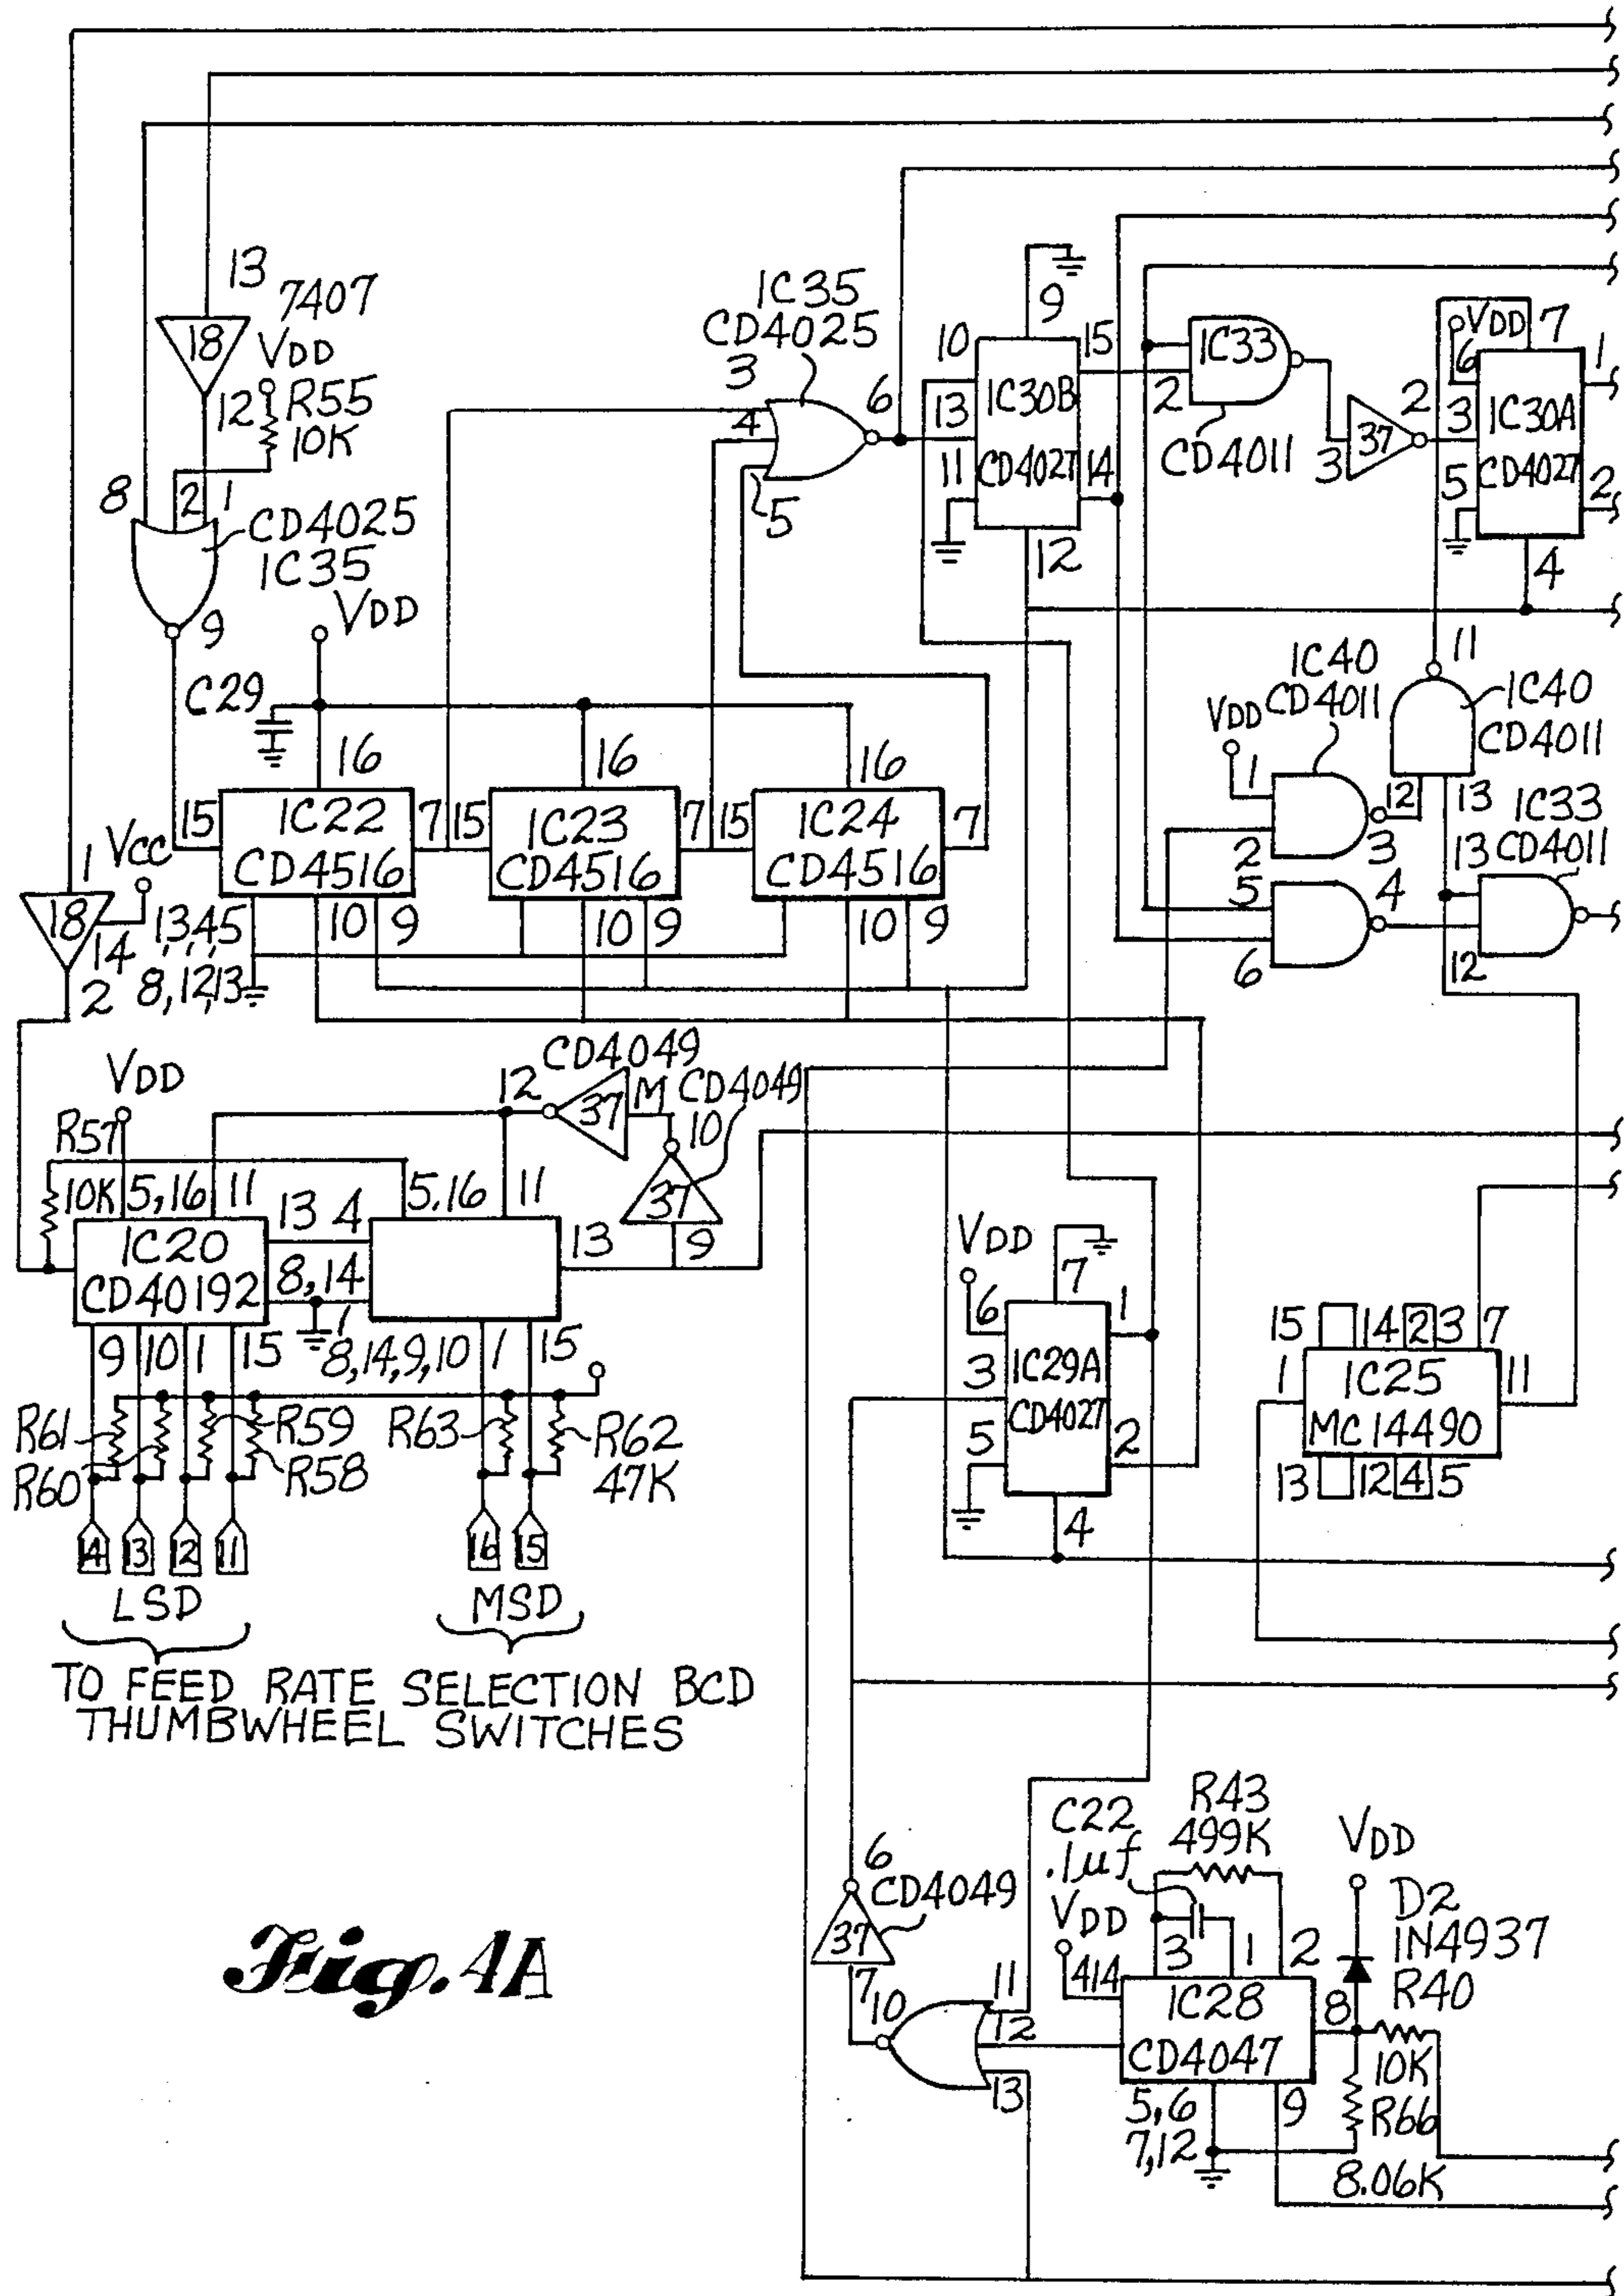 13
7407
18
VDD
12
R55
10K
8
2
1
CD4025
IC35
9
VDD
C29
16
16
16
15
IC22
CD4516
7
15
IC23
CD4516
7
15
IC24
CD4516
7
10
9
10
9
10
9
1
VCC
18
14
1,3,4,5
8,12,13
2
IC35
CD4025
3
4
5
6
9
10
13
11
IC30B
CD4027
15
14
12
IC33
2
CD4011
37
3
2
VDD
7
6
3
5
IC30A
CD4027
1
2
4
11
IC40
CD4011
IC40
CD4011
VDD
1
2
3
12
13
IC33
CD4011
13
5
6
4
12
VDD
R57
10K
5,16
11
12
CD4049
37
M
CD4049
10
37
9
5,16
11
13
4
13
IC20
CD40192
8,14
1
8,14,9,10
1
15
9
10
1
15
R61
R60
R59
R58
R63
R62
47K
14
13
12
11
16
15
LSD
MSD
TO FEED RATE SELECTION BCD
THUMBWHEEL SWITCHES
VDD
7
6
3
5
IC29A
CD4027
1
2
4
15
14
2
3
7
1
IC25
MC14490
11
13
12
4
5
6
CD4049
37
7
10
11
12
13
C22
.1uf
R43
499K
VDD
VDD
D2
IN4937
R40
3
1
2
414
IC28
CD4047
8
10K
R66
8.06K
5,6
7,12
9
Fig. 4A